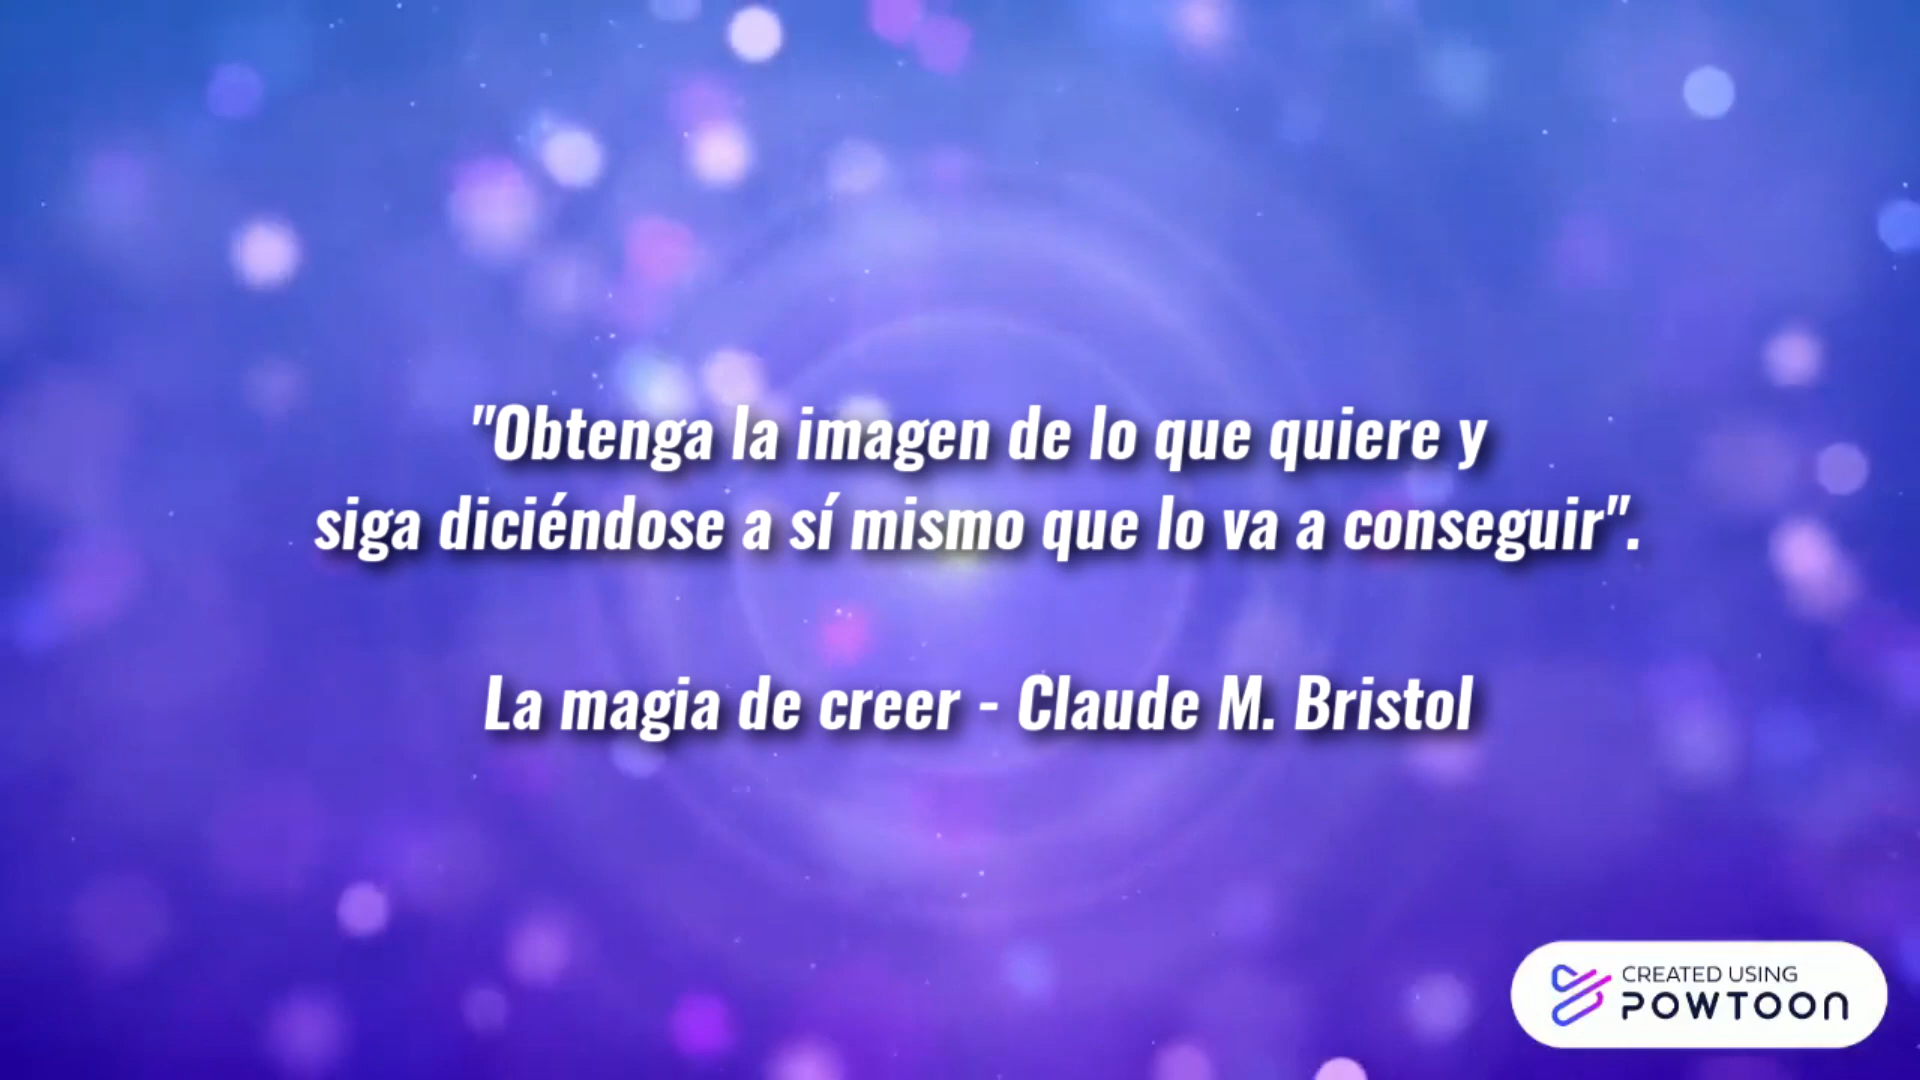 "Obtenga la imagen de lo que quiere y
siga diciéndose a sí mismo que lo va a conseguir".
La magia de creer - Claude M. Bristol
CREATED USING
POWTOON